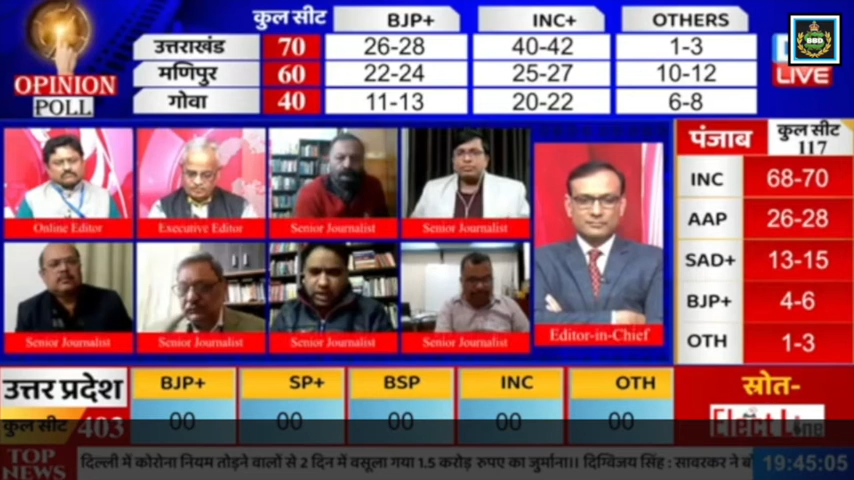 कुल सीट BJP+ INC+ OTHERS
उत्तराखंड 70 26-28 40-42 1-3
मणिपुर 60 22-24 25-27 10-12
गोवा 40 11-13 20-22 6-8
OPINION
POLL
BBD
LIVE
पंजाब कुल सीट
117
INC 68-70
AAP 26-28
SAD+ 13-15
BJP+ 4-6
OTH 1-3
Online Editor
Executive Editor
Senior Journalist
Senior Journalist
Senior Journalist
Senior Journalist
Senior Journalist
Senior Journalist
Editor-in-Chief
उत्तर प्रदेश BJP+ SP+ BSP INC OTH
कुल सीट 403 00 00 00 00 00
स्रोत-
Elect Line
TOP
NEWS
दिल्ली में कोरोना नियम तोड़ने वालों से 2 दिन में वसूला गया 1.5 करोड़ रुपए का जुर्माना।। दिग्विजय सिंह : सावरकर ने
19:45:05